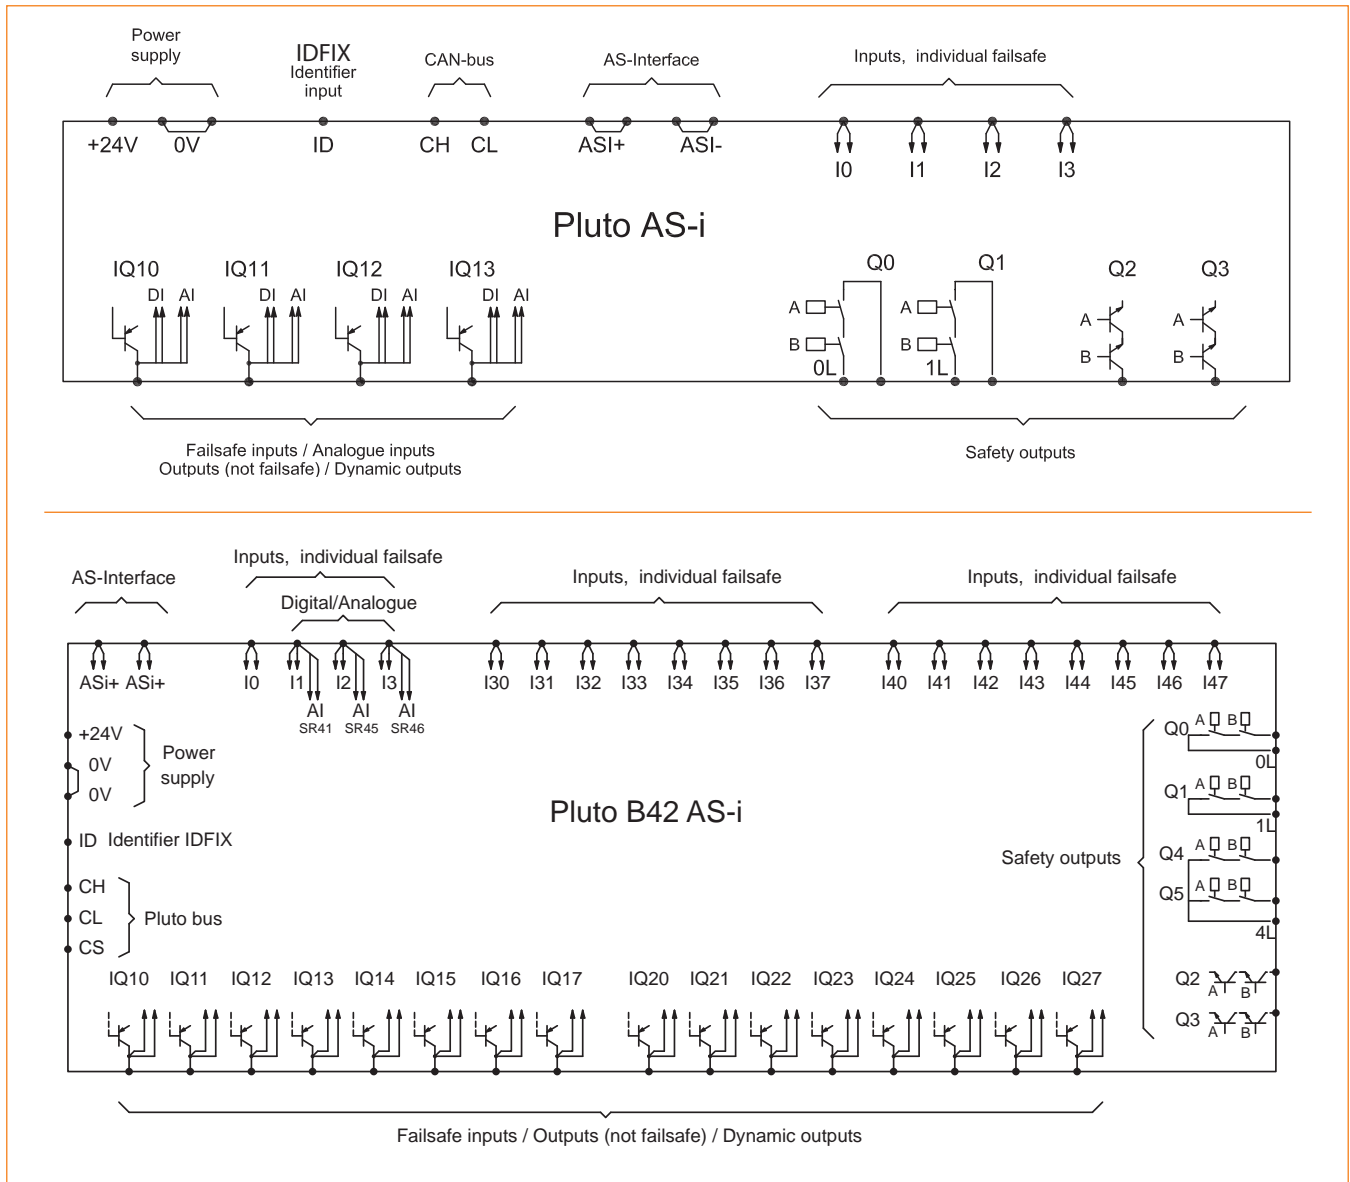 Power
supply
IDFIX
Identifier
input
CAN-bus
AS-Interface
Inputs, individual failsafe
+24V 0V ID CH CL ASI+ ASI- I0 I1 I2 I3
Pluto AS-i
IQ10 IQ11 IQ12 IQ13 Q0 Q1 Q2 Q3
DI AI DI AI DI AI DI AI
A A A A
B B B B
0L 1L
Failsafe inputs / Analogue inputs
Outputs (not failsafe) / Dynamic outputs
Safety outputs
AS-Interface
Inputs, individual failsafe
Digital/Analogue
Inputs, individual failsafe
Inputs, individual failsafe
ASi+ ASi+ I0 I1 I2 I3 I30 I31 I32 I33 I34 I35 I36 I37 I40 I41 I42 I43 I44 I45 I46 I47
AI AI AI
SR41 SR45 SR46
+24V
0V
0V
Power
supply
ID Identifier IDFIX
CH
CL
CS
Pluto bus
Pluto B42 AS-i
Safety outputs
Q0 A B
0L
Q1 A B
1L
Q4 A B
Q5 A B
4L
Q2 A B
Q3 A B
IQ10 IQ11 IQ12 IQ13 IQ14 IQ15 IQ16 IQ17 IQ20 IQ21 IQ22 IQ23 IQ24 IQ25 IQ26 IQ27
Failsafe inputs / Outputs (not failsafe) / Dynamic outputs